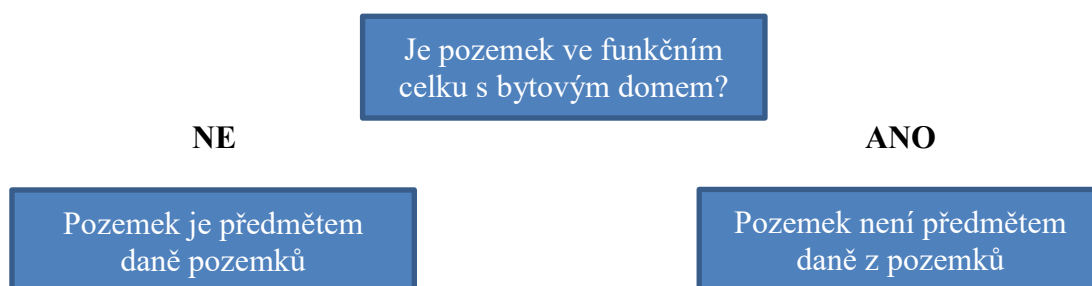 Je pozemek ve funkčním
celku s bytovým domem?
NE
ANO
Pozemek je předmětem
daně pozemků
Pozemek není předmětem
daně z pozemků